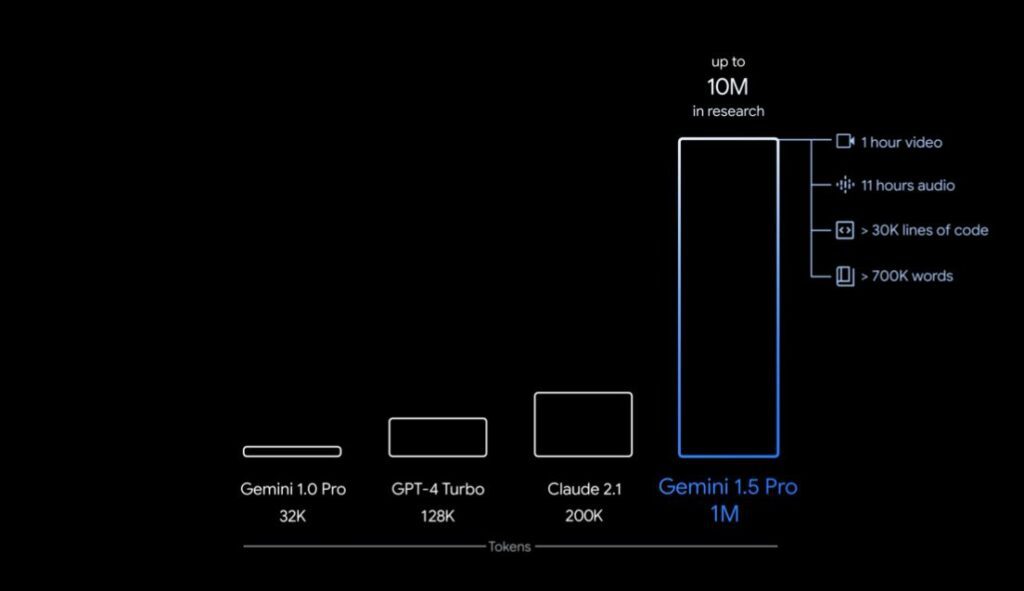 up to
10M
in research
1 hour video
11 hours audio
> 30K lines of code
> 700K words
Gemini 1.0 Pro
32K
GPT-4 Turbo
128K
Claude 2.1
200K
Gemini 1.5 Pro
1M
Tokens